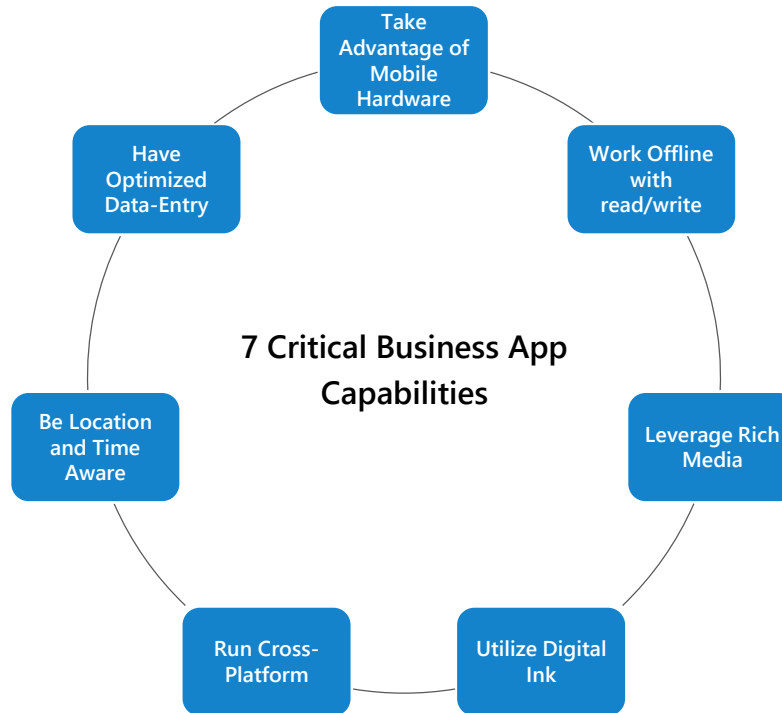 Take
Advantage of
Mobile
Hardware
Work Offline
with
read/write
Leverage Rich
Media
Utilize Digital
Ink
Run Cross-
Platform
Be Location
and Time
Aware
Have
Optimized
Data-Entry
7 Critical Business App
Capabilities